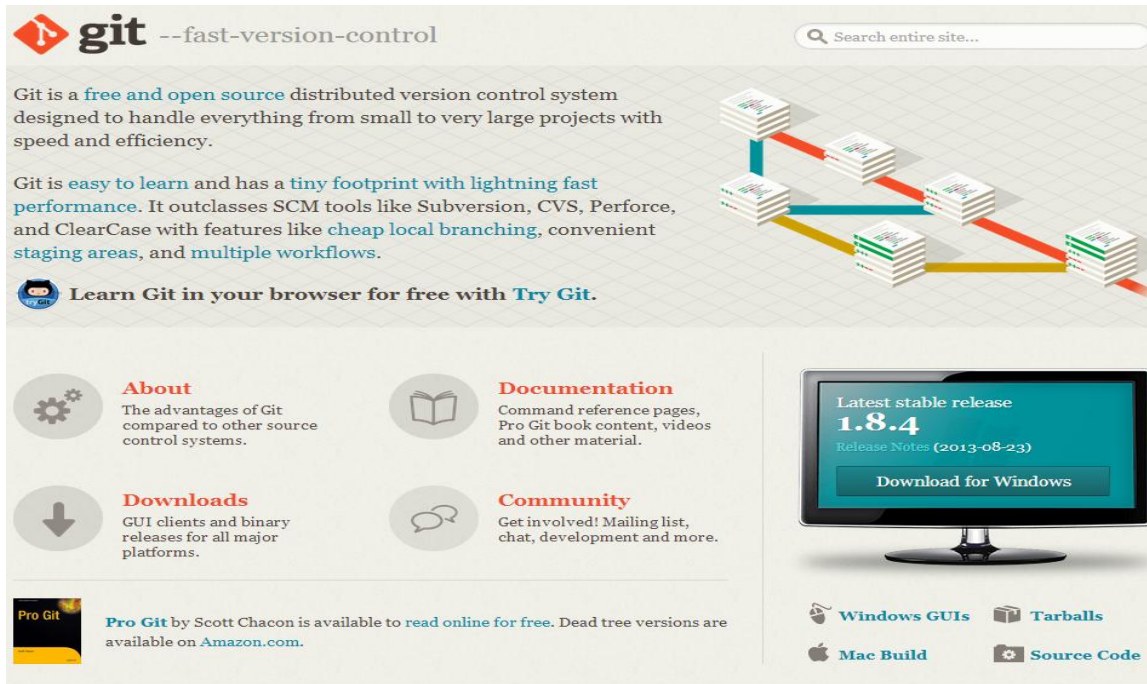 git --fast-version-control
Search entire site...
Git is a free and open source distributed version control system
designed to handle everything from small to very large projects with
speed and efficiency.
Git is easy to learn and has a tiny footprint with lightning fast
performance. It outclasses SCM tools like Subversion, CVS, Perforce,
and ClearCase with features like cheap local branching, convenient
staging areas, and multiple workflows.
Try Git
Learn Git in your browser for free with Try Git.
About
The advantages of Git
compared to other source
control systems.
Documentation
Command reference pages,
Pro Git book content, videos
and other material.
Downloads
GUI clients and binary
releases for all major
platforms.
Community
Get involved! Mailing list,
chat, development and more.
Latest stable release
1.8.4
Release Notes (2013-08-23)
Download for Windows
Pro Git
Pro Git by Scott Chacon is available to read online for free. Dead tree versions are
available on Amazon.com.
Windows GUIs
Tarballs
Mac Build
Source Code